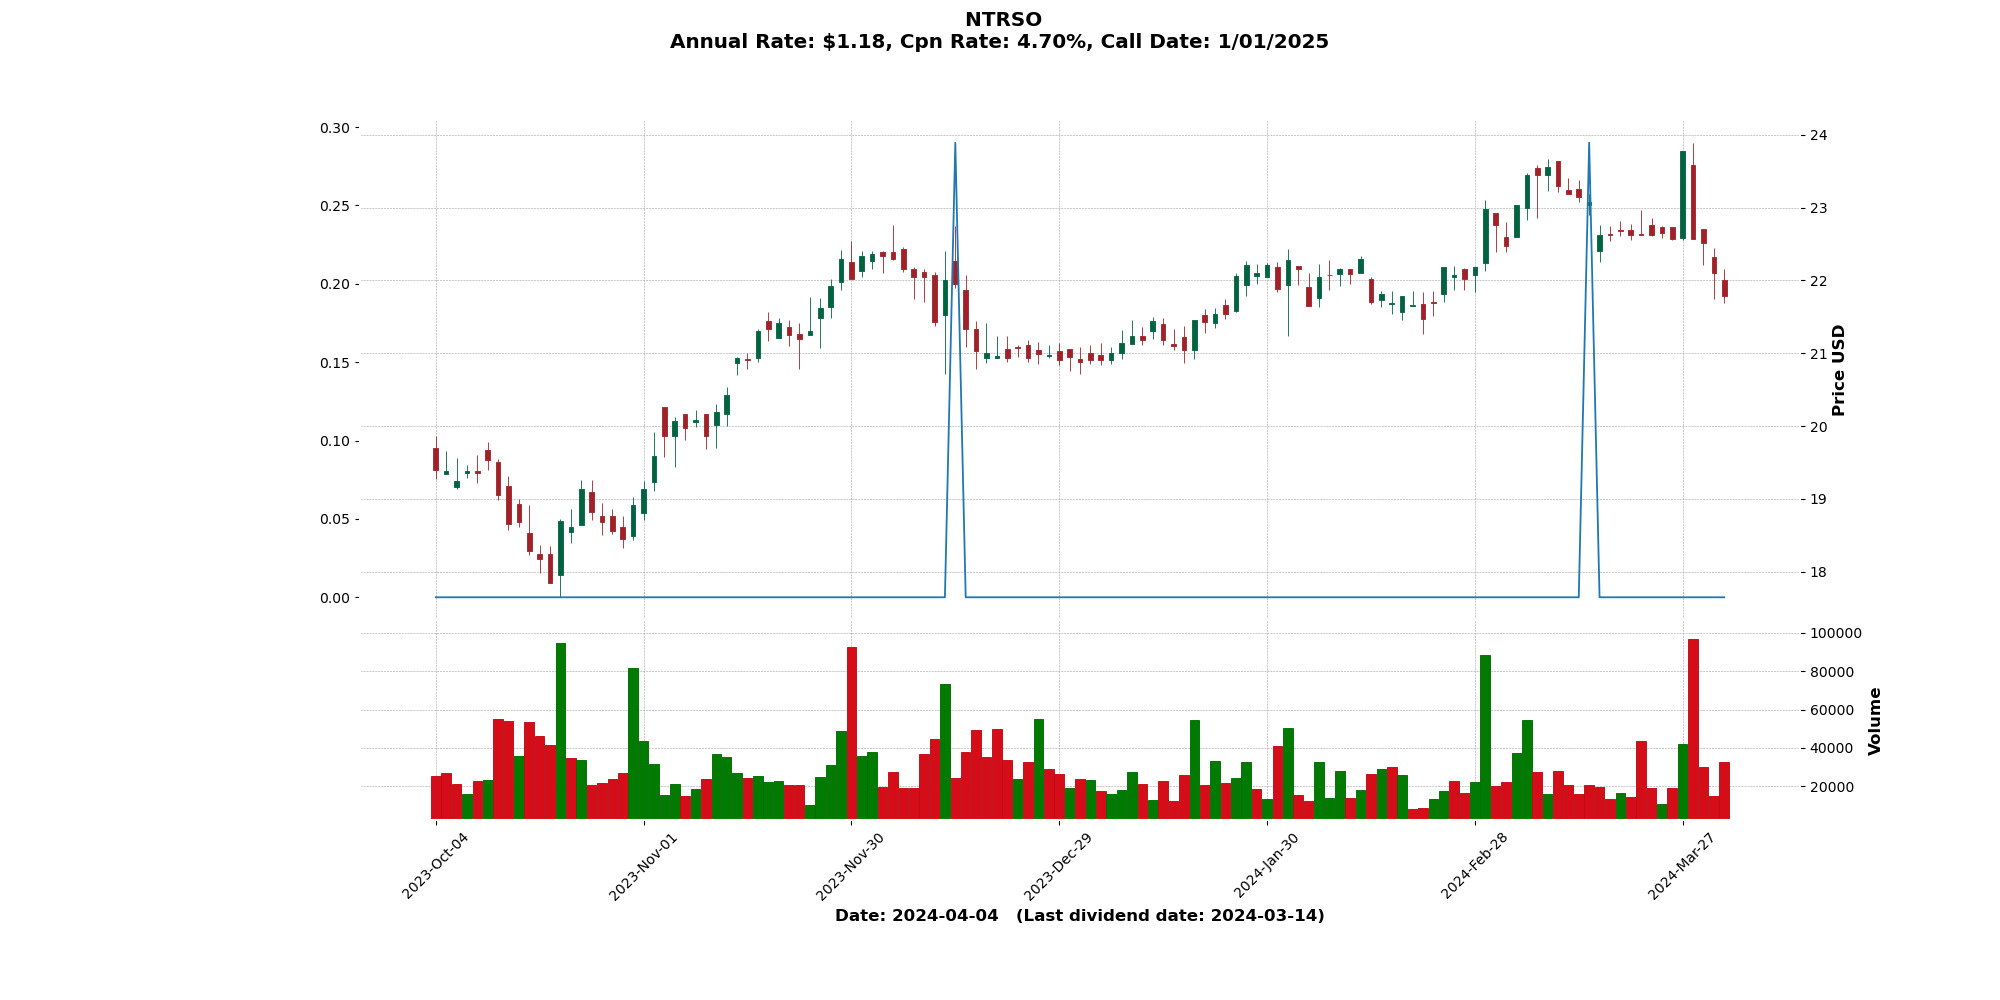 NTRSO
Annual Rate: $1.18, Cpn Rate: 4.70%, Call Date: 1/01/2025
0.30
0.25
0.20
0.15
0.10
0.05
0.00
24
23
22
21
20
19
18
Price USD
100000
80000
60000
40000
20000
Volume
2023-Oct-04
2023-Nov-01
2023-Nov-30
2023-Dec-29
2024-Jan-30
2024-Feb-28
2024-Mar-27
Date: 2024-04-04 (Last dividend date: 2024-03-14)